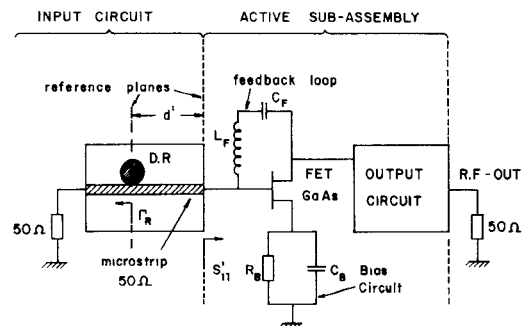 INPUT CIRCUIT
ACTIVE SUB-ASSEMBLY
reference planes
d'
feedback loop
C_F
L_F
D.R
Γ_R
50Ω
microstrip
50Ω
S'_11
FET
GaAs
OUTPUT
CIRCUIT
R.F-OUT
50Ω
R_B
C_B
Bias
Circuit